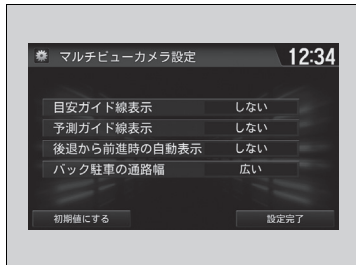 マルチビューカメラ設定 12:34
目安ガイド線表示 しない
予測ガイド線表示 しない
後退から前進時の自動表示 しない
バック駐車の通路幅 広い
初期値にする 設定完了